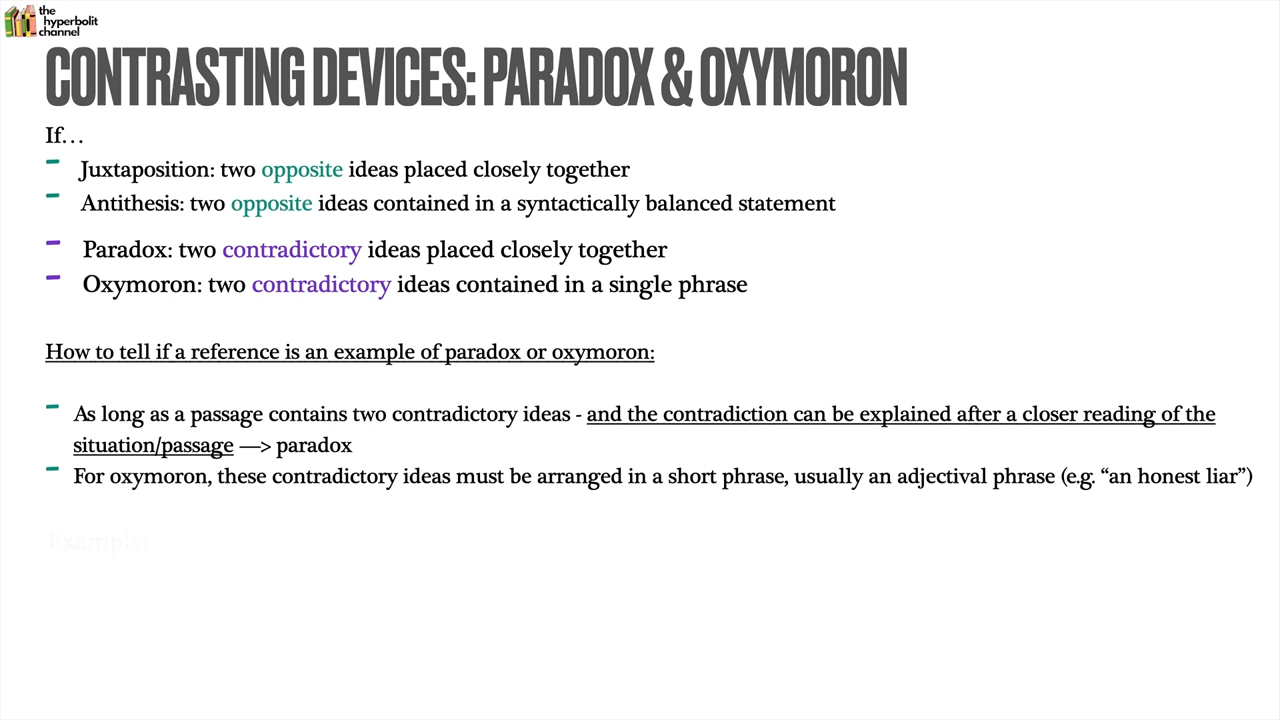 the
hyperbolit
channel
CONTRASTING DEVICES: PARADOX & OXYMORON
If…
- Juxtaposition: two opposite ideas placed closely together
- Antithesis: two opposite ideas contained in a syntactically balanced statement
- Paradox: two contradictory ideas placed closely together
- Oxymoron: two contradictory ideas contained in a single phrase
How to tell if a reference is an example of paradox or oxymoron:
- As long as a passage contains two contradictory ideas - and the contradiction can be explained after a closer reading of the
situation/passage —> paradox
- For oxymoron, these contradictory ideas must be arranged in a short phrase, usually an adjectival phrase (e.g. “an honest liar”)
Example: